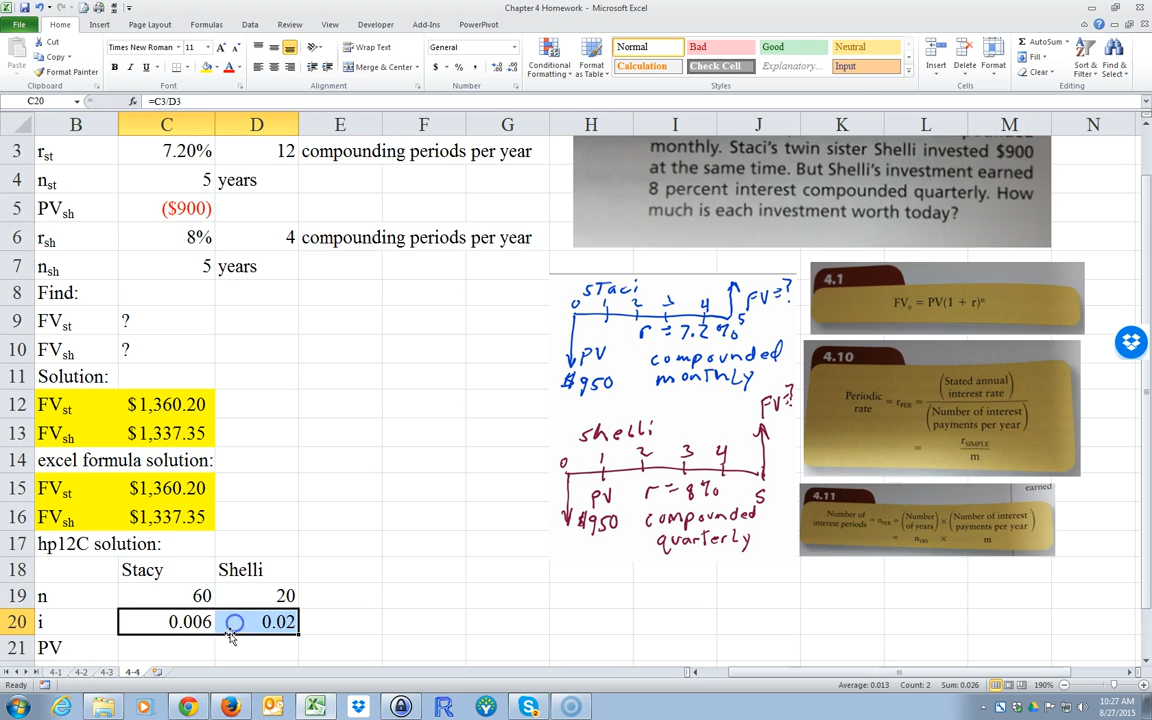 Chapter 4 Homework - Microsoft Excel
File Home Insert Page Layout Formulas Data Review View Developer Add-Ins PowerPivot
Cut
Copy
Format Painter
Paste
Clipboard
Times New Roman 11
B I U
Font
Wrap Text
Merge & Center
Alignment
General
$ % ,
Number
Conditional Formatting
Format as Table
Normal Bad Good Neutral
Calculation Check Cell Explanatory... Input
Styles
Insert Delete Format
Cells
AutoSum
Fill
Clear
Sort & Filter
Find & Select
Editing
C20 fx =C3/D3
B C D E F G H I J K L M N
3 rst 7.20% 12 compounding periods per year
4 nst 5 years
5 PVsh ($900)
6 rsh 8% 4 compounding periods per year
7 nsh 5 years
8 Find:
9 FVst ?
10 FVsh ?
11 Solution:
12 FVst $1,360.20
13 FVsh $1,337.35
14 excel formula solution:
15 FVst $1,360.20
16 FVsh $1,337.35
17 hp12C solution:
18 Stacy Shelli
19 n 60 20
20 i 0.006 0.02
21 PV
monthly. Staci's twin sister Shelli invested $900
at the same time. But Shelli's investment earned
8 percent interest compounded quarterly. How
much is each investment worth today?
Staci
0 1 2 3 4 5 FV=?
r = 7.2%
PV compounded
$950 monthly
FV=?
Shelli
0 1 2 3 4
PV r = 8% 5
$950 compounded
quarterly
4.1
FVn = PV(1 + r)^n
4.10
Periodic rate = rPER = (Stated annual interest rate) / (Number of interest payments per year)
= rSIMPLE / m
earned
4.11
Number of interest periods = nPER = (Number of years) × (Number of interest payments per year)
= nYRS × m
4-1 4-2 4-3 4-4
Ready Average: 0.013 Count: 2 Sum: 0.026 190%
10:27 AM
8/27/2015